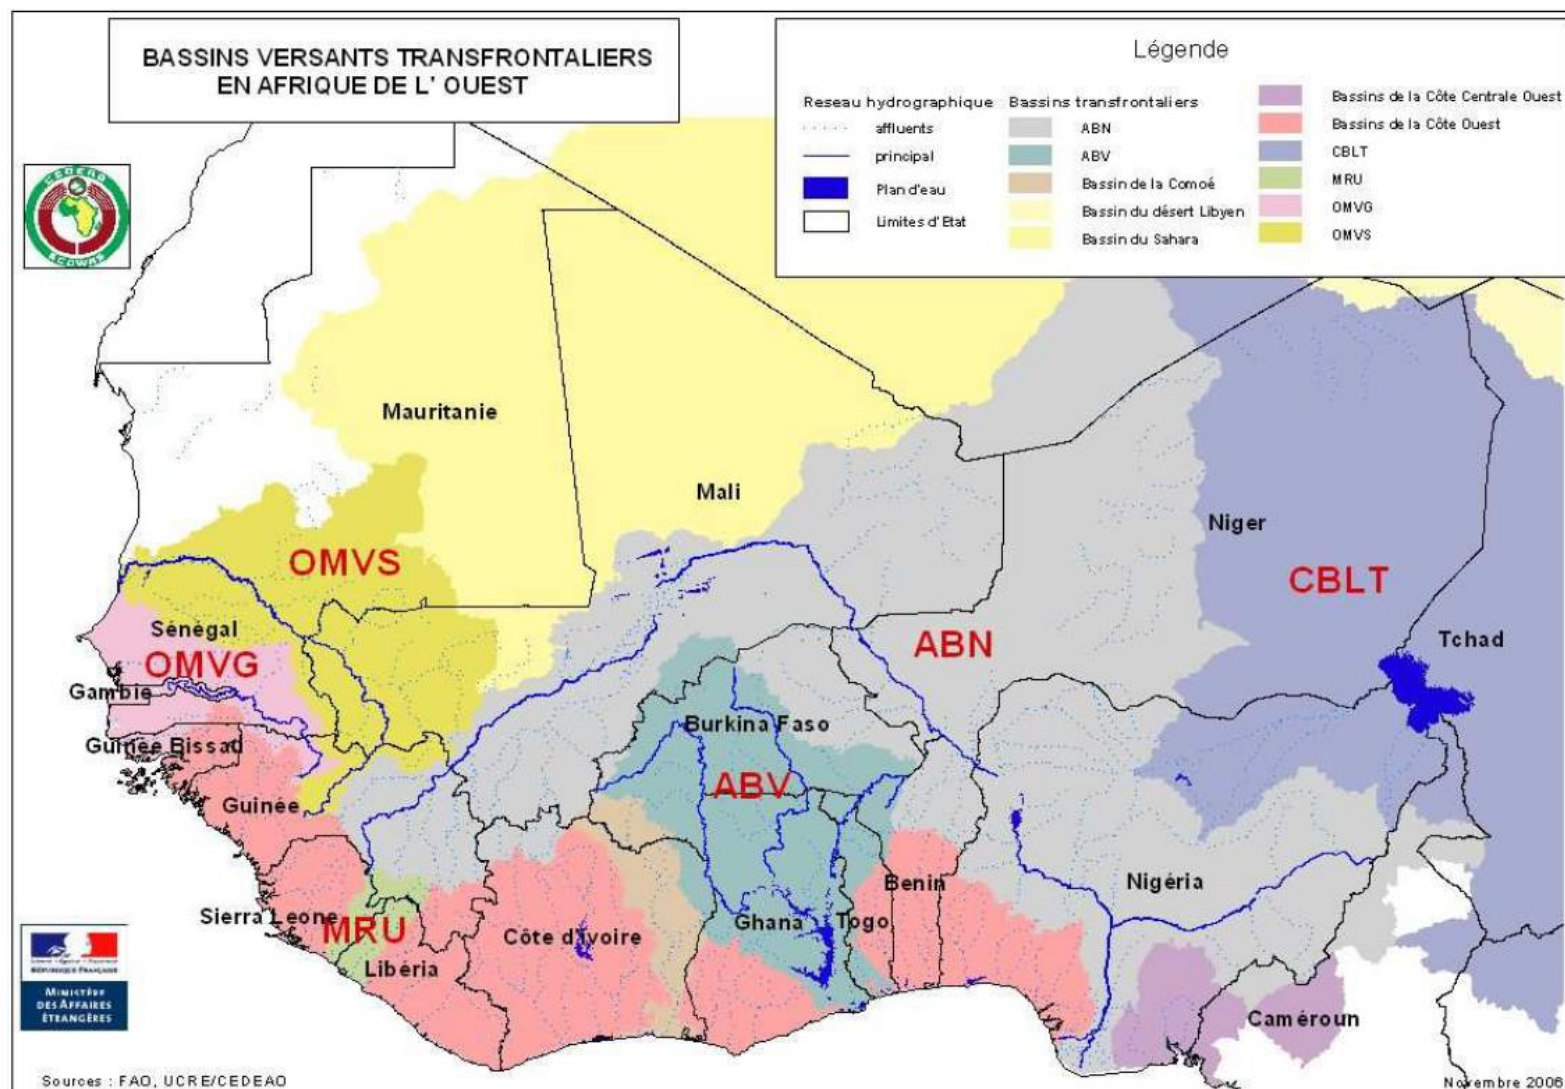 BASSINS VERSANTS TRANSFRONTALIERS
EN AFRIQUE DE L' OUEST
Légende
Reseau hydrographique
affluents
principal
Plan d'eau
Limites d'Etat
Bassins transfrontaliers
ABN
ABV
Bassin de la Comoé
Bassin du désert Libyen
Bassin du Sahara
Bassins de la Côte Centrale Ouest
Bassins de la Côte Ouest
CBLT
MRU
OMVG
OMVS
CEDEAO
ECOWAS
Mauritanie
Mali
Niger
OMVS
CBLT
Sénégal
Tchad
OMVG
ABN
Gambie
Burkina Faso
Guinée Bissau
ABV
Guinée
Nigéria
Benin
Sierra Leone
MRU
Côte d'ivoire
Ghana
Togo
Libéria
Caméroun
RÉPUBLIQUE FRANÇAISE
MINISTÈRE
DES AFFAIRES
ÉTRANGÈRES
Sources : FAO, UCRE/CEDEAO
Novembre 2006